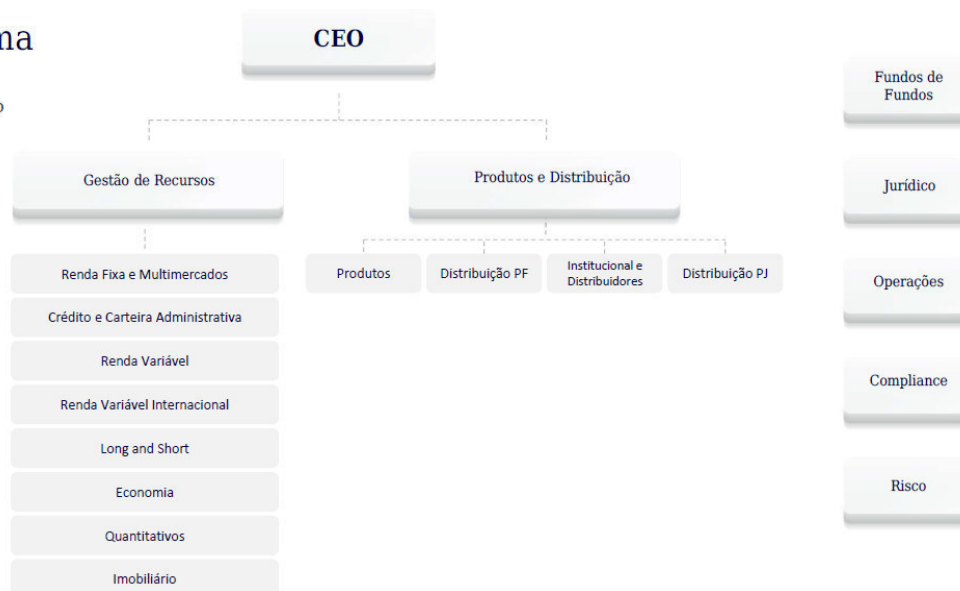 ma
o
CEO
Gestão de Recursos
Produtos e Distribuição
Renda Fixa e Multimercados
Crédito e Carteira Administrativa
Renda Variável
Renda Variável Internacional
Long and Short
Economia
Quantitativos
Imobiliário
Produtos
Distribuição PF
Institucional e
Distribuidores
Distribuição PJ
Fundos de
Fundos
Jurídico
Operações
Compliance
Risco